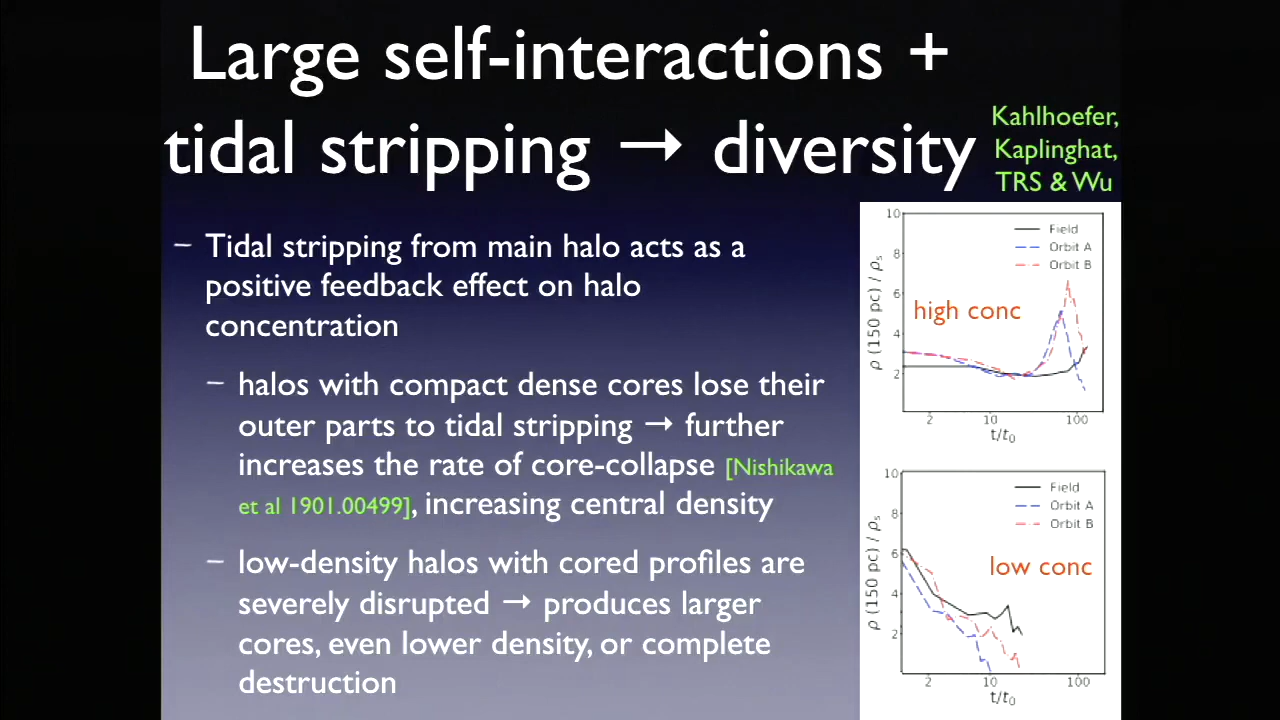 Large self-interactions +
tidal stripping → diversity
Kahlhoefer,
Kaplinghat,
TRS & Wu
– Tidal stripping from main halo acts as a
positive feedback effect on halo
concentration
– halos with compact dense cores lose their
outer parts to tidal stripping → further
increases the rate of core-collapse [Nishikawa
et al 1901.00499], increasing central density
– low-density halos with cored profiles are
severely disrupted → produces larger
cores, even lower density, or complete
destruction
10
8
6
4
2
ρ (150 pc) / ρs
Field
Orbit A
Orbit B
high conc
2 10 100
t/t0
10
8
6
4
2
ρ (150 pc) / ρs
Field
Orbit A
Orbit B
low conc
2 10 100
t/t0